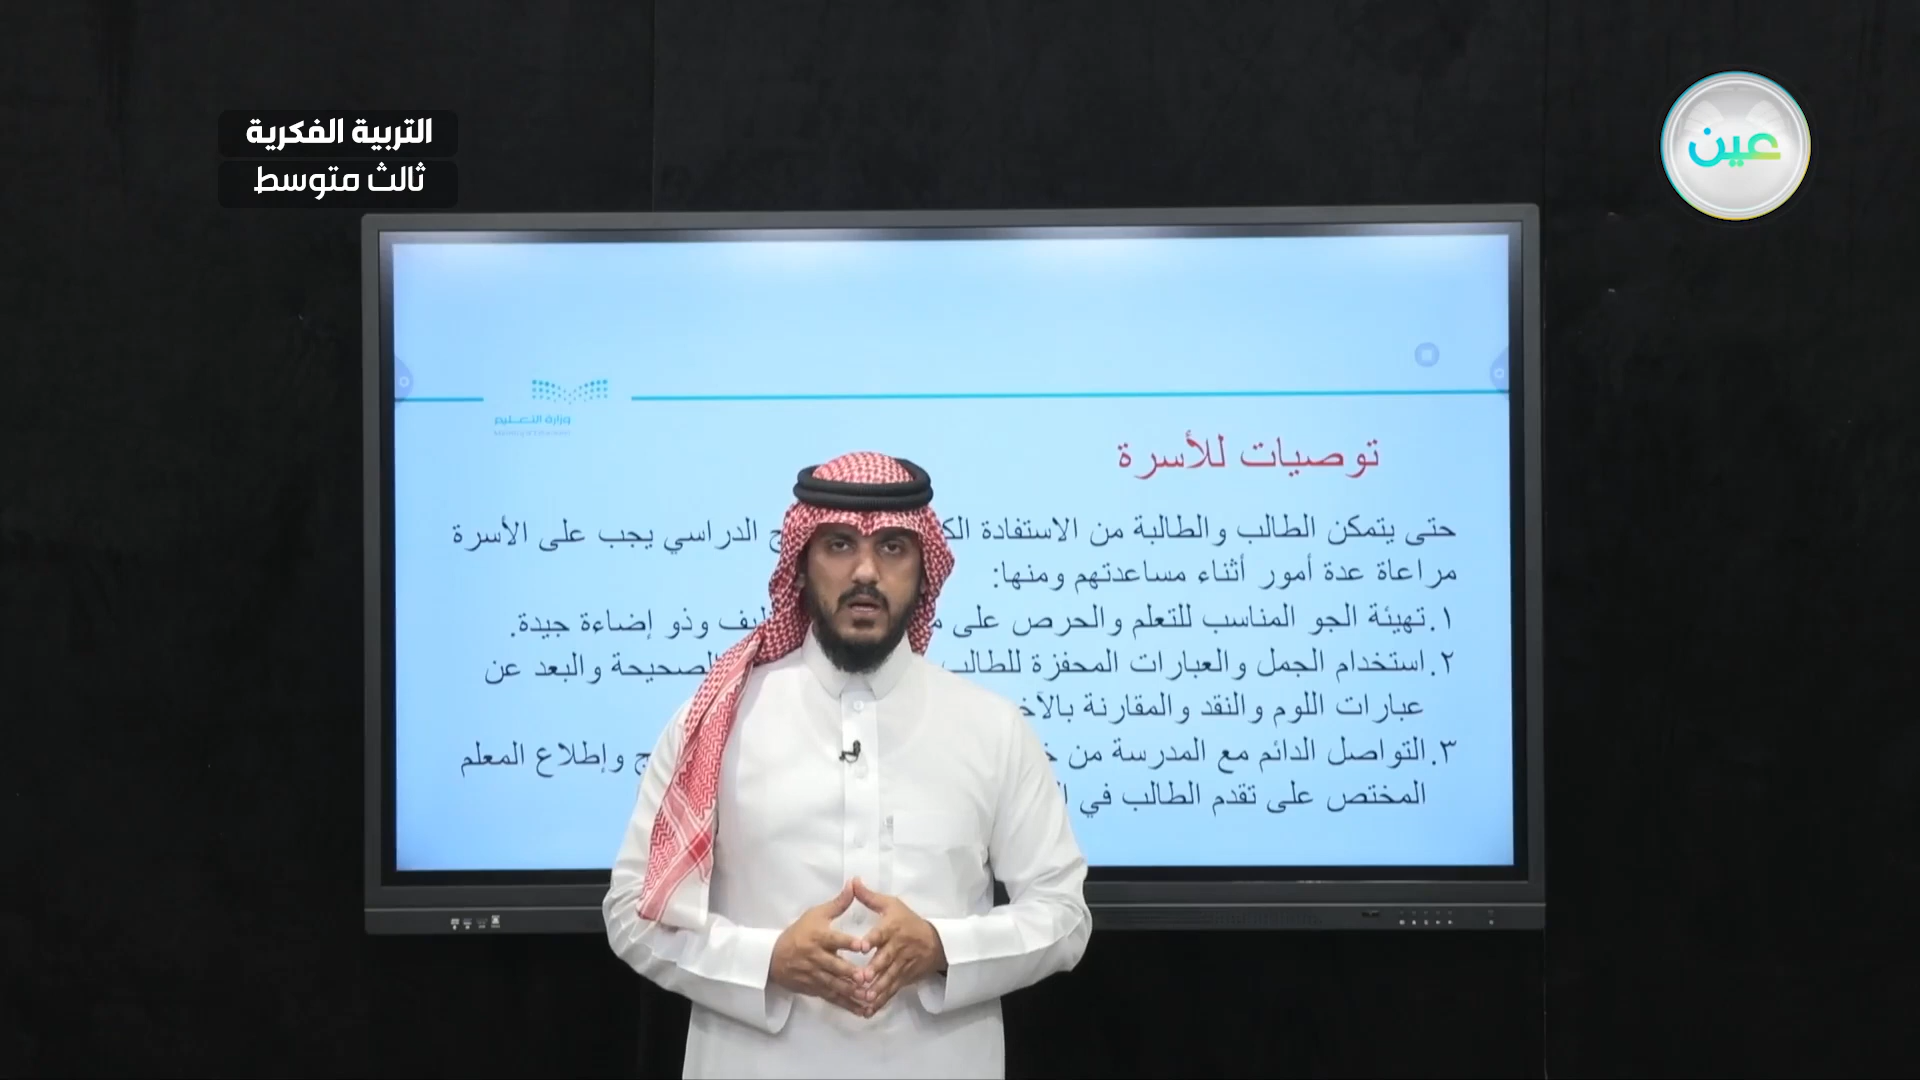 التربية الفكرية
ثالث متوسط
عين
وزارة التعليم
توصيات للأسرة
حتى يتمكن الطالب والطالبة من الاستفادة الدراسي يجب على الأسرة
مراعاة عدة أمور أثناء مساعدتهم ومنها:
١. تهيئة الجو المناسب للتعلم والحرص على وذو إضاءة جيدة.
٢. استخدام الجمل والعبارات المحفزة للطالب الصحيحة والبعد عن
عبارات اللوم والنقد والمقارنة
٣. التواصل الدائم مع المدرسة من وإطلاع المعلم
المختص على تقدم الطالب في